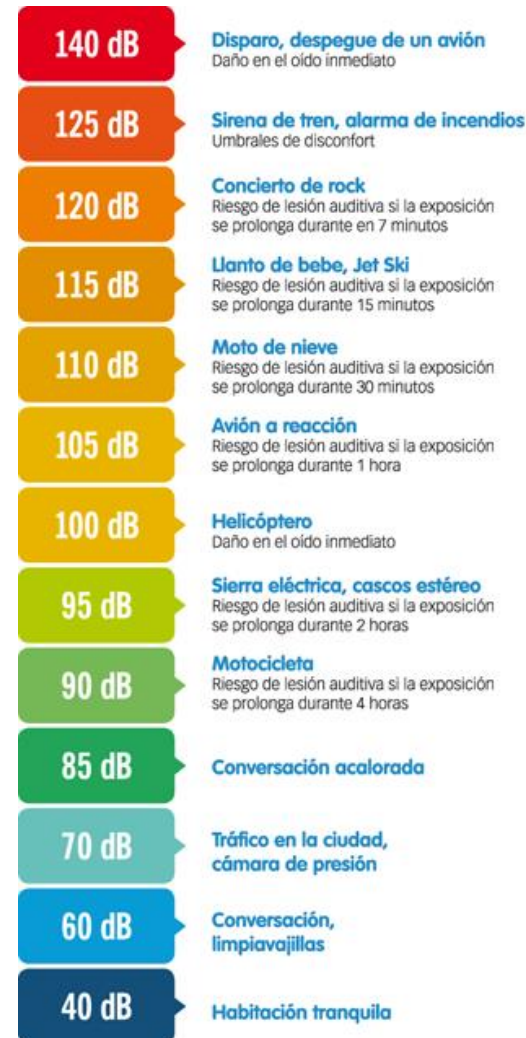 140 dB
Disparo, despegue de un avión
Daño en el oído inmediato
125 dB
Sirena de tren, alarma de incendios
Umbrales de disconfort
120 dB
Concierto de rock
Riesgo de lesión auditiva si la exposición
se prolonga durante en 7 minutos
115 dB
Llanto de bebe, Jet Ski
Riesgo de lesión auditiva si la exposición
se prolonga durante 15 minutos
110 dB
Moto de nieve
Riesgo de lesión auditiva si la exposición
se prolonga durante 30 minutos
105 dB
Avión a reacción
Riesgo de lesión auditiva si la exposición
se prolonga durante 1 hora
100 dB
Helicóptero
Daño en el oído inmediato
95 dB
Sierra eléctrica, cascos estéreo
Riesgo de lesión auditiva si la exposición
se prolonga durante 2 horas
90 dB
Motocicleta
Riesgo de lesión auditiva si la exposición
se prolonga durante 4 horas
85 dB
Conversación acalorada
70 dB
Tráfico en la ciudad,
cámara de presión
60 dB
Conversación,
limpiavajillas
40 dB
Habitación tranquila